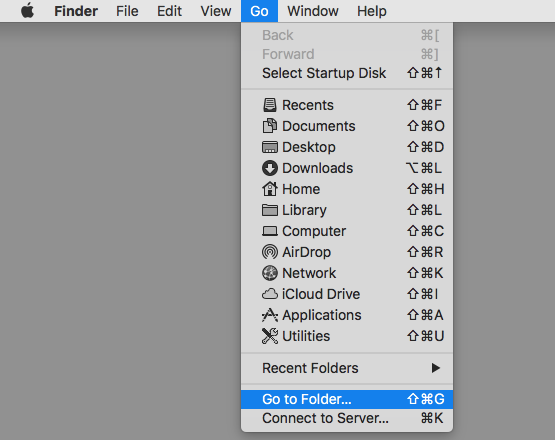 Finder File Edit View Go Window Help
Back ⌘[
Forward ⌘]
Select Startup Disk ⇧⌘↑
Recents ⇧⌘F
Documents ⇧⌘O
Desktop ⇧⌘D
Downloads ⌥⌘L
Home ⇧⌘H
Library ⇧⌘L
Computer ⇧⌘C
AirDrop ⇧⌘R
Network ⇧⌘K
iCloud Drive ⇧⌘I
Applications ⇧⌘A
Utilities ⇧⌘U
Recent Folders ▶
Go to Folder... ⇧⌘G
Connect to Server... ⌘K